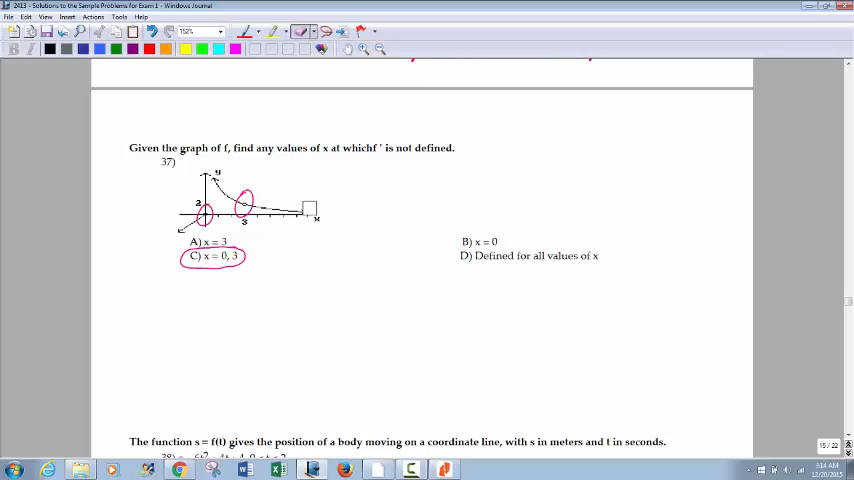 2413 - Solutions to the Sample Problems for Exam 1 - Windows Journal
File Edit View Insert Actions Tools Help
152%
Given the graph of f, find any values of x at whichf ' is not defined.
37)
y
2
3
x
A) x = 3
B) x = 0
C) x = 0, 3
D) Defined for all values of x
The function s = f(t) gives the position of a body moving on a coordinate line, with s in meters and t in seconds.
15 / 22
3:14 AM
12/20/2015